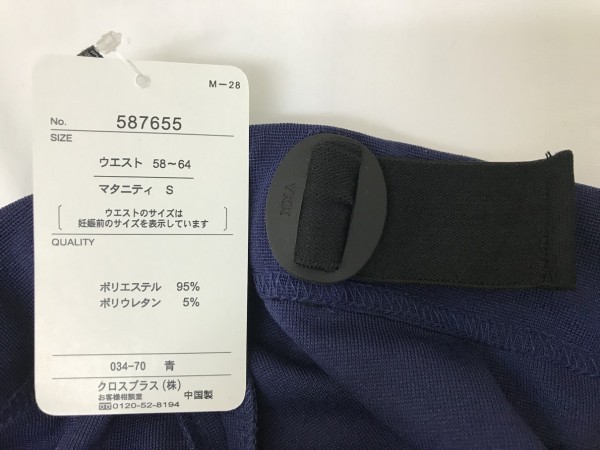 M-28
No. 587655
SIZE
ウエスト 58~64
マタニティ S
ウエストのサイズは
妊娠前のサイズを表示しています
QUALITY
ポリエステル 95%
ポリウレタン 5%
034-70 青
クロスプラス(株)
お客様相談室 中国製
0120-52-8194
YKK